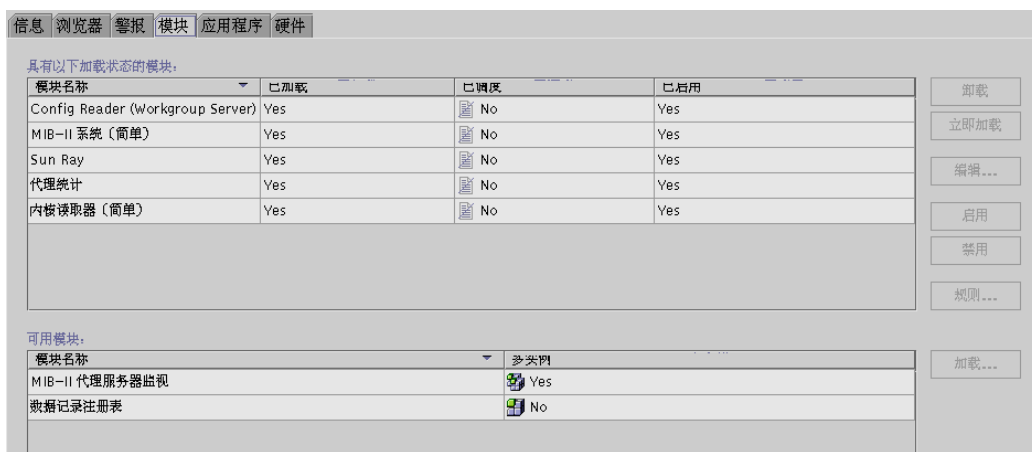 信息 浏览器 警报 模块 应用程序 硬件
具有以下加载状态的模块：
模块名称 已加载 已调度 已启用
卸载
Config Reader (Workgroup Server) Yes No Yes
立即加载
MIB-II 系统（简单） Yes No Yes
Sun Ray Yes No Yes
编辑...
代理统计 Yes No Yes
内核读取器（简单） Yes No Yes
启用
禁用
规则...
可用模块：
模块名称 多实例
加载...
MIB-II 代理服务器监视 Yes
数据记录注册表 No